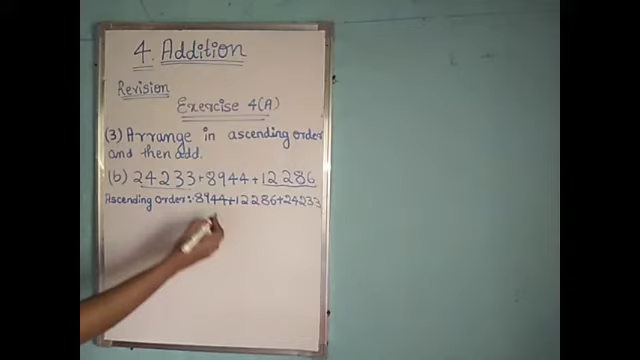 4. Addition
Revision
Exercise 4(A)
(3) Arrange in ascending order
and then add.
(b) 24233+8944+12286
Ascending order:-8944+12286+24233